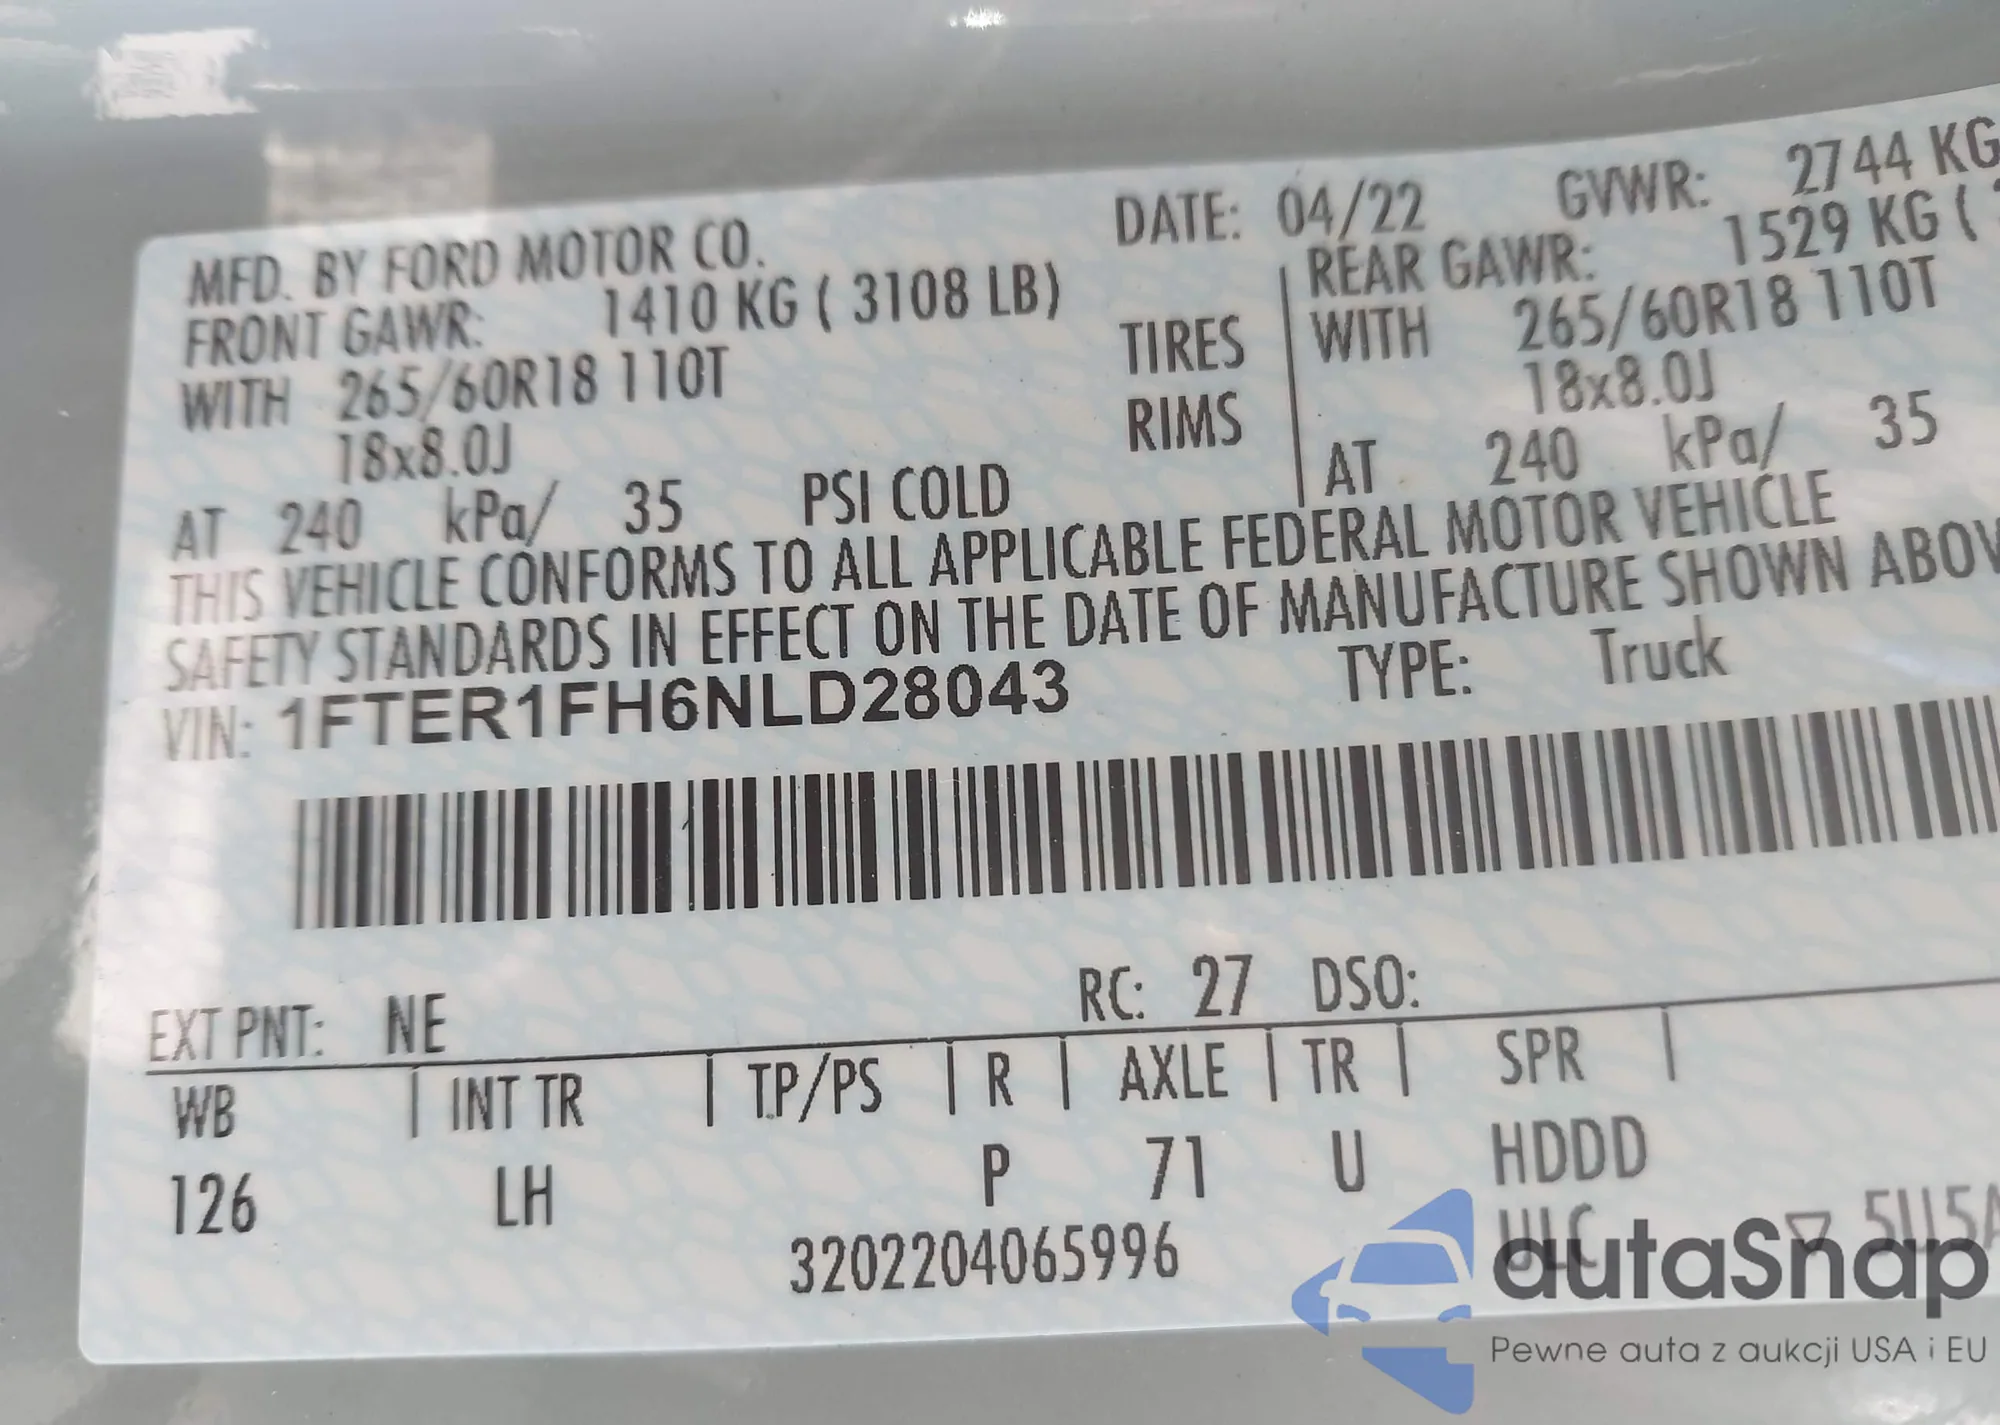 MFD. BY FORD MOTOR CO. DATE: 04/22 GVWR: 2744 KG
FRONT GAWR: 1410 KG ( 3108 LB) REAR GAWR: 1529 KG (
WITH 265/60R18 110T TIRES WITH 265/60R18 110T
18x8.0J RIMS 18x8.0J
AT 240 kPa/ 35 PSI COLD AT 240 kPa/ 35
THIS VEHICLE CONFORMS TO ALL APPLICABLE FEDERAL MOTOR VEHICLE
SAFETY STANDARDS IN EFFECT ON THE DATE OF MANUFACTURE SHOWN ABOV
VIN: 1FTER1FH6NLD28043 TYPE: Truck
EXT PNT: NE RC: 27 DSO:
WB | INT TR | T.P/PS | R | AXLE | TR | SPR |
126 LH P 71 U HDDD
3202204065996 ULC ▽ 5U5A
autaSnap
Pewne auta z aukcji USA i EU